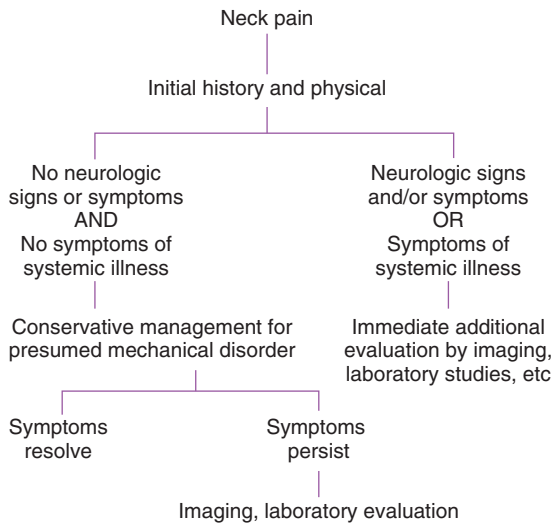 Neck pain
Initial history and physical
No neurologic
signs or symptoms
AND
No symptoms of
systemic illness
Neurologic signs
and/or symptoms
OR
Symptoms of
systemic illness
Conservative management for
presumed mechanical disorder
Immediate additional
evaluation by imaging,
laboratory studies, etc
Symptoms
resolve
Symptoms
persist
Imaging, laboratory evaluation